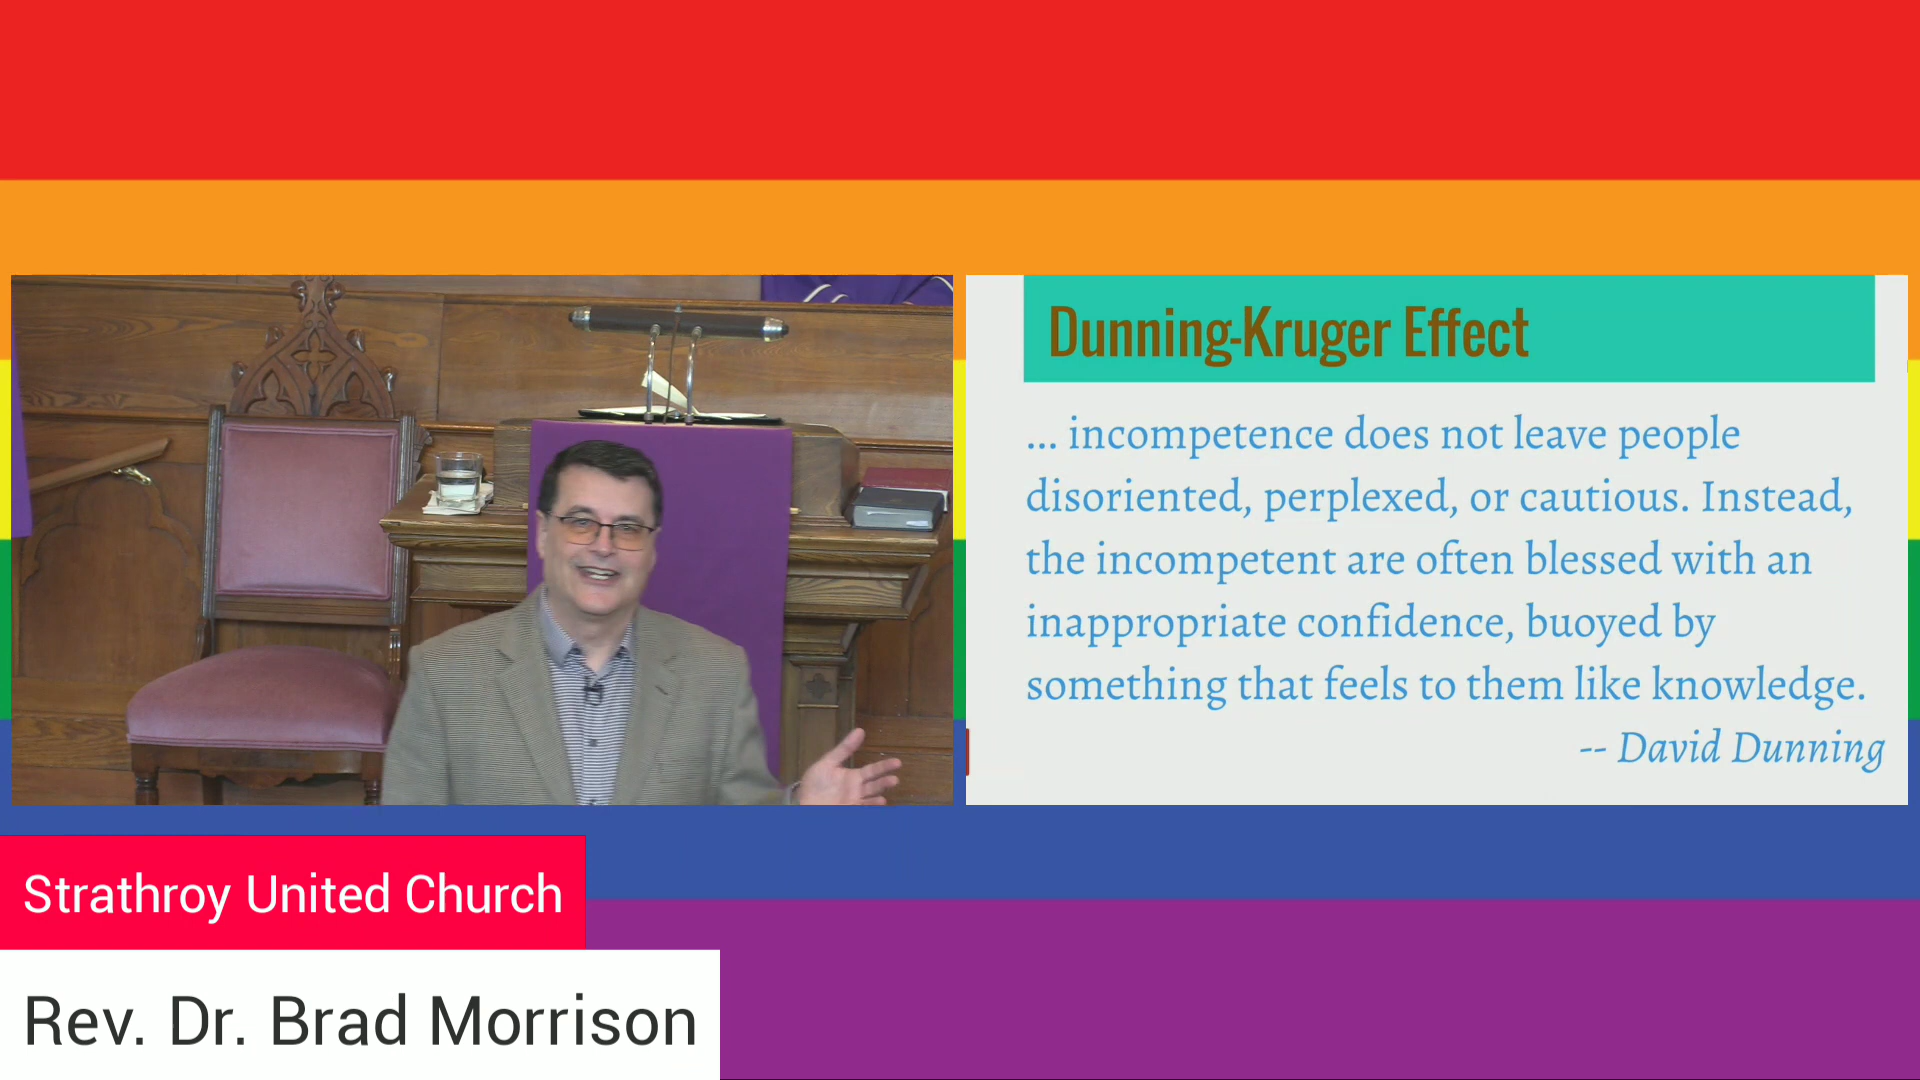 Dunning-Kruger Effect
... incompetence does not leave people
disoriented, perplexed, or cautious. Instead,
the incompetent are often blessed with an
inappropriate confidence, buoyed by
something that feels to them like knowledge.
-- David Dunning
Strathroy United Church
Rev. Dr. Brad Morrison